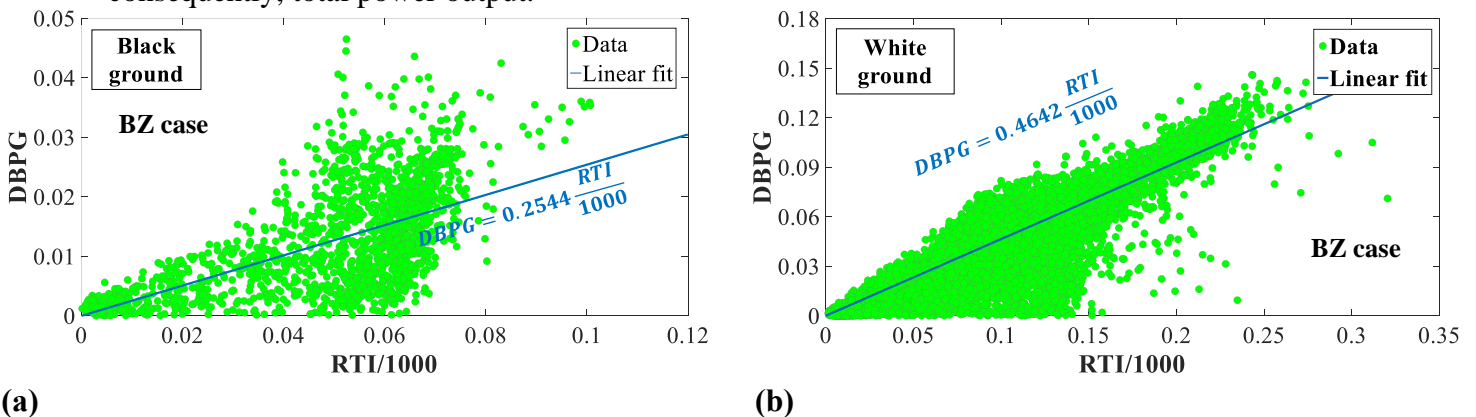 consequently, total power output.
0.05
0.04
0.03
0.02
0.01
0
DBPG
Black
ground
BZ case
Data
Linear fit
DBPG = 0.2544 RTI/1000
0
0.02
0.04
0.06
0.08
0.1
0.12
RTI/1000
(a)
0.18
0.15
0.12
0.09
0.06
0.03
0
DBPG
White
ground
Data
Linear fit
DBPG = 0.4642 RTI/1000
BZ case
0
0.05
0.1
0.15
0.2
0.25
0.3
0.35
RTI/1000
(b)